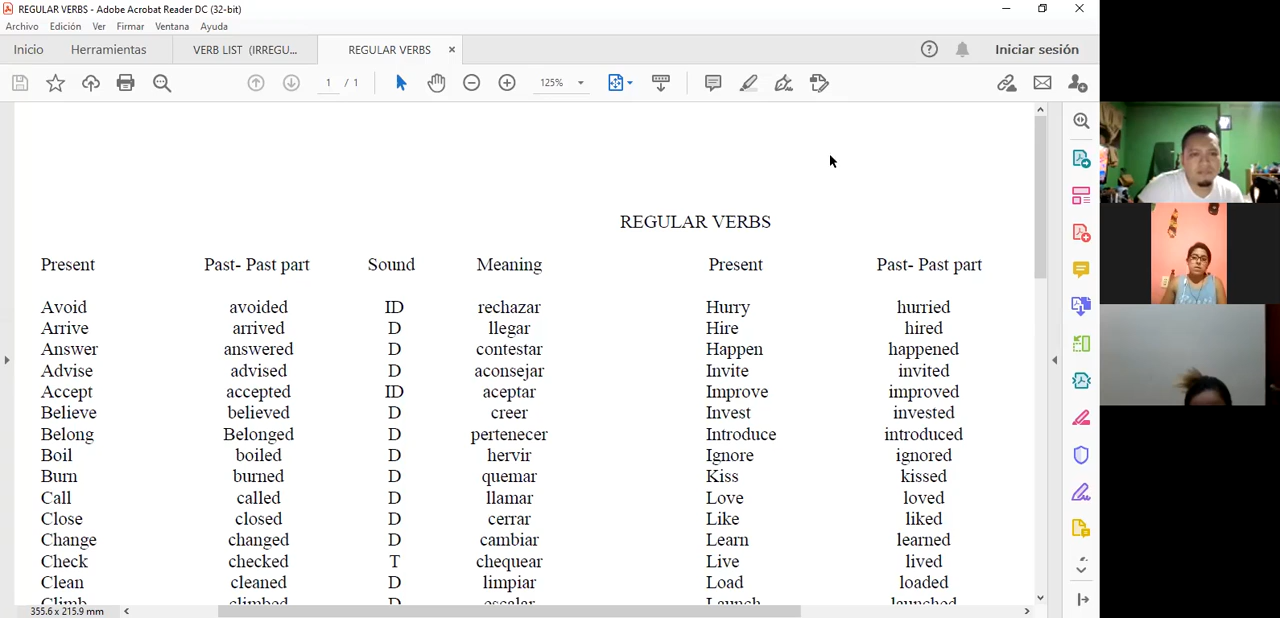 REGULAR VERBS - Adobe Acrobat Reader DC (32-bit)
Archivo Edición Ver Firmar Ventana Ayuda
Inicio Herramientas VERB LIST (IRREGU... REGULAR VERBS × Iniciar sesión
1 / 1 125%
REGULAR VERBS
Present Past- Past part Sound Meaning Present Past- Past part
Avoid avoided ID rechazar Hurry hurried
Arrive arrived D llegar Hire hired
Answer answered D contestar Happen happened
Advise advised D aconsejar Invite invited
Accept accepted ID aceptar Improve improved
Believe believed D creer Invest invested
Belong Belonged D pertenecer Introduce introduced
Boil boiled D hervir Ignore ignored
Burn burned D quemar Kiss kissed
Call called D llamar Love loved
Close closed D cerrar Like liked
Change changed D cambiar Learn learned
Check checked T chequear Live lived
Clean cleaned D limpiar Load loaded
Climb climbed D escalar Launch launched
355.6 x 215.9 mm